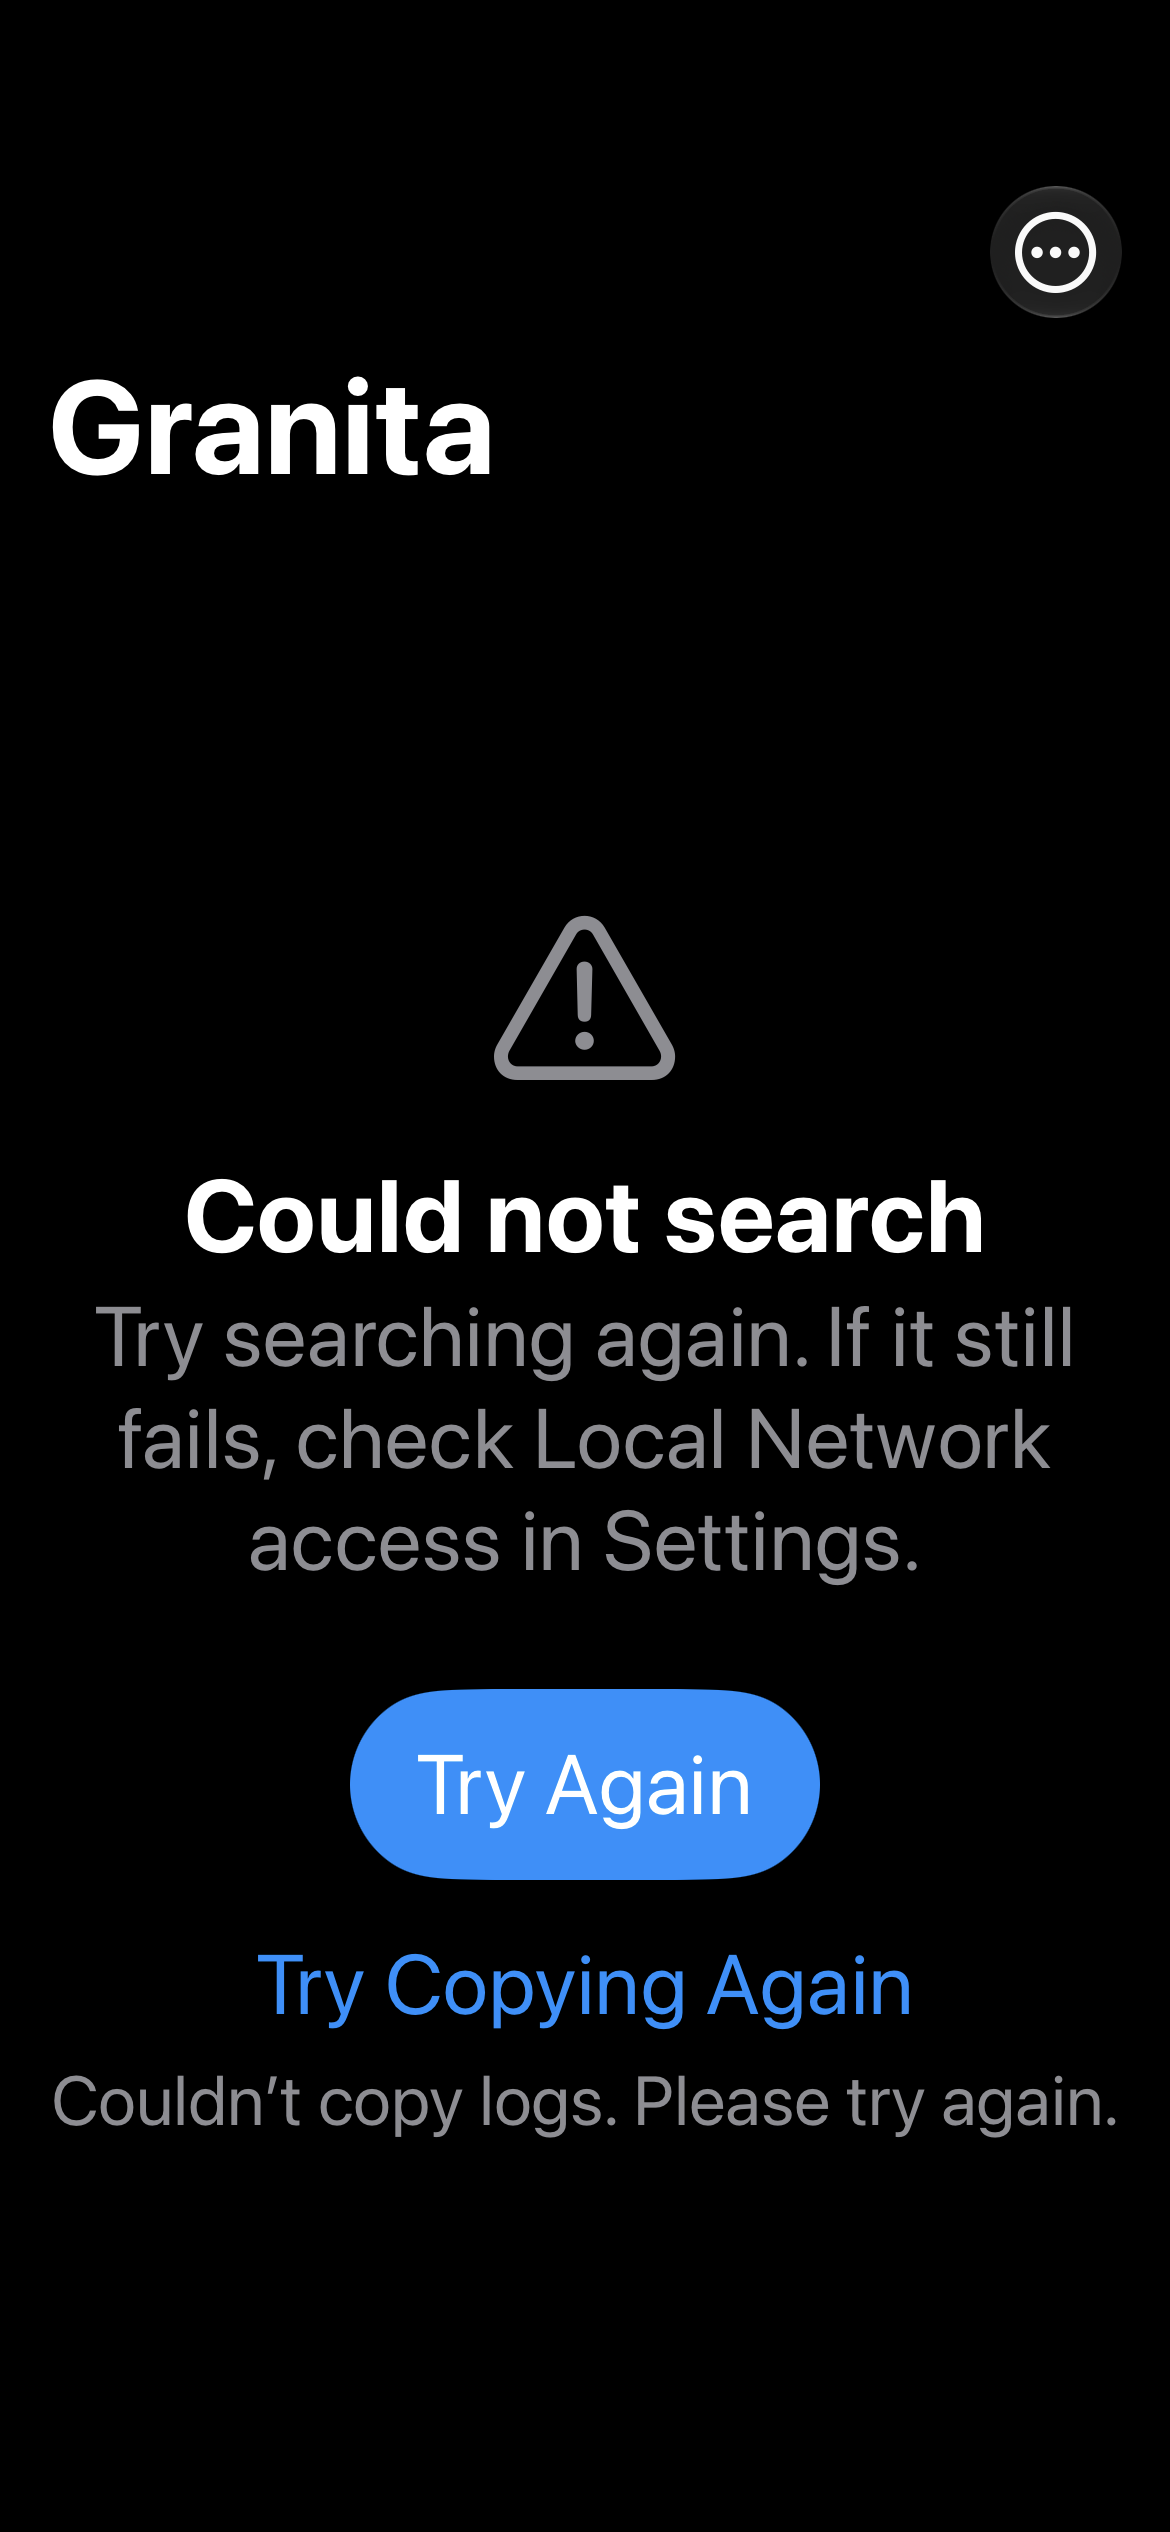 Granita
Could not search
Try searching again. If it still
fails, check Local Network
access in Settings.
Try Again
Try Copying Again
Couldn’t copy logs. Please try again.